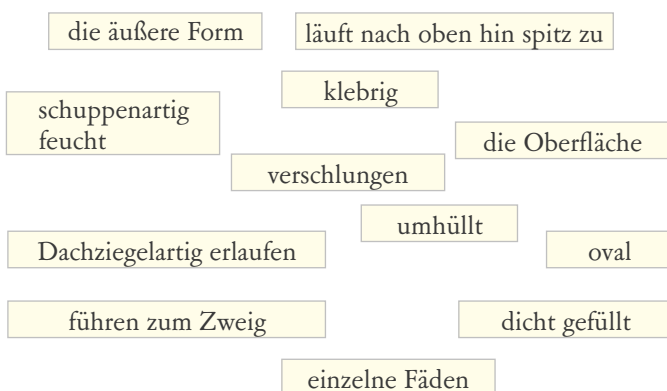 die äußere Form
läuft nach oben hin spitz zu
klebrig
schuppenartig
feucht
die Oberfläche
verschlungen
umhüllt
Dachziegelartig erlaufen
oval
führen zum Zweig
dicht gefüllt
einzelne Fäden